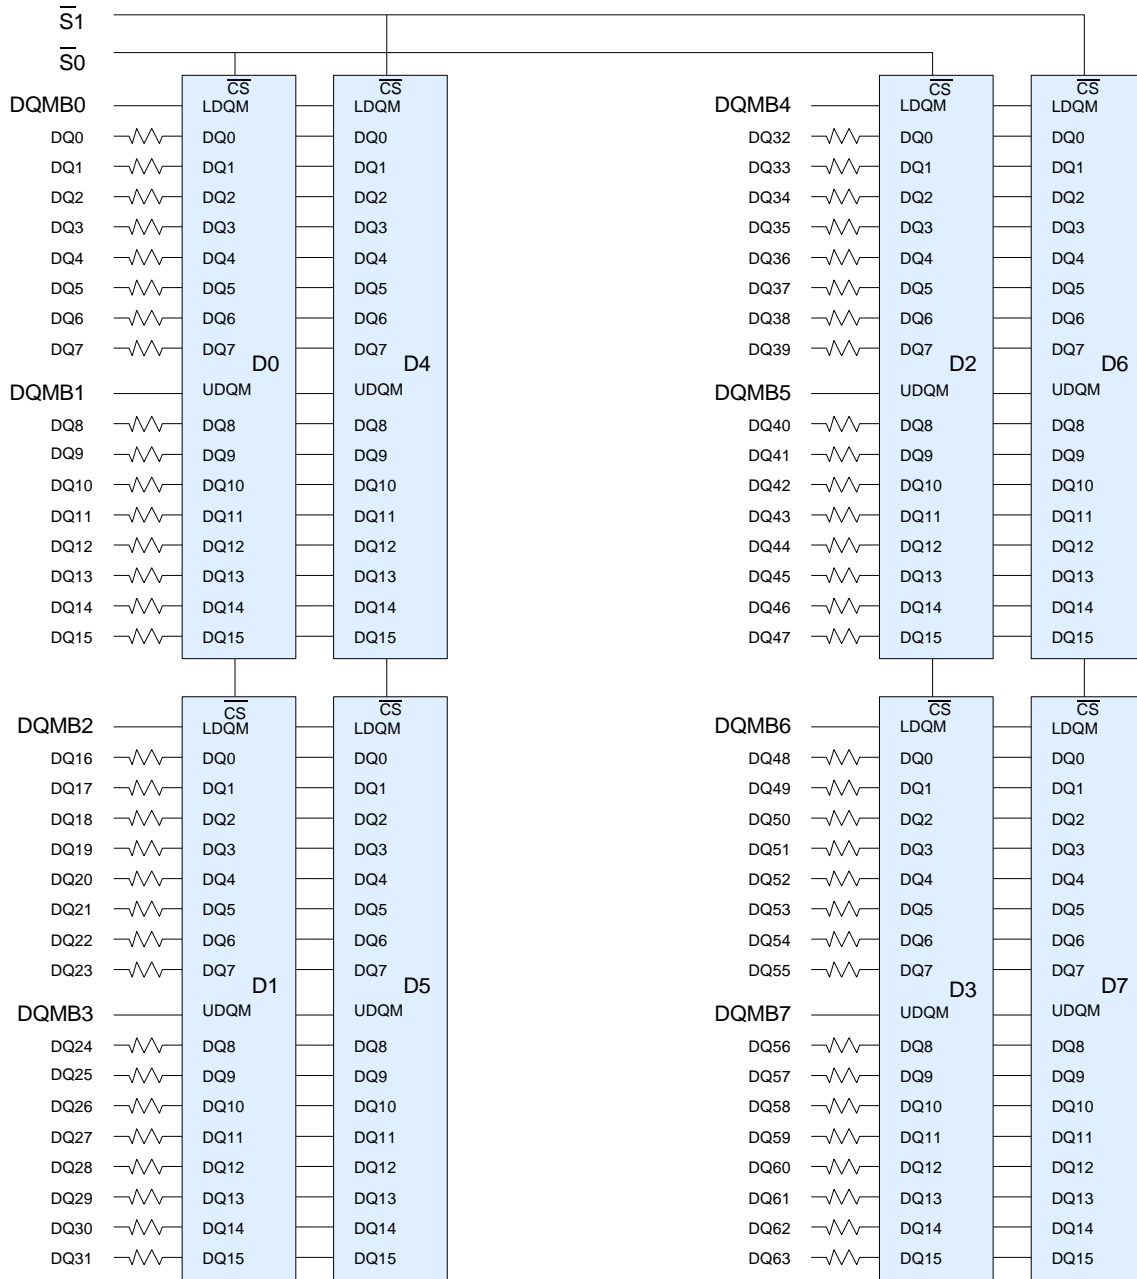 S1
S0
CS CS CS CS
DQMB0 LDQM LDQM DQMB4 LDQM LDQM
DQ0 DQ0 DQ0 DQ32 DQ0 DQ0
DQ1 DQ1 DQ1 DQ33 DQ1 DQ1
DQ2 DQ2 DQ2 DQ34 DQ2 DQ2
DQ3 DQ3 DQ3 DQ35 DQ3 DQ3
DQ4 DQ4 DQ4 DQ36 DQ4 DQ4
DQ5 DQ5 DQ5 DQ37 DQ5 DQ5
DQ6 DQ6 DQ6 DQ38 DQ6 DQ6
DQ7 DQ7 DQ7 DQ39 DQ7 DQ7
D0 D4 D2 D6
DQMB1 UDQM UDQM DQMB5 UDQM UDQM
DQ8 DQ8 DQ8 DQ40 DQ8 DQ8
DQ9 DQ9 DQ9 DQ41 DQ9 DQ9
DQ10 DQ10 DQ10 DQ42 DQ10 DQ10
DQ11 DQ11 DQ11 DQ43 DQ11 DQ11
DQ12 DQ12 DQ12 DQ44 DQ12 DQ12
DQ13 DQ13 DQ13 DQ45 DQ13 DQ13
DQ14 DQ14 DQ14 DQ46 DQ14 DQ14
DQ15 DQ15 DQ15 DQ47 DQ15 DQ15
CS CS CS CS
DQMB2 LDQM LDQM DQMB6 LDQM LDQM
DQ16 DQ0 DQ0 DQ48 DQ0 DQ0
DQ17 DQ1 DQ1 DQ49 DQ1 DQ1
DQ18 DQ2 DQ2 DQ50 DQ2 DQ2
DQ19 DQ3 DQ3 DQ51 DQ3 DQ3
DQ20 DQ4 DQ4 DQ52 DQ4 DQ4
DQ21 DQ5 DQ5 DQ53 DQ5 DQ5
DQ22 DQ6 DQ6 DQ54 DQ6 DQ6
DQ23 DQ7 DQ7 DQ55 DQ7 DQ7
D1 D5 D3 D7
DQMB3 UDQM UDQM DQMB7 UDQM UDQM
DQ24 DQ8 DQ8 DQ56 DQ8 DQ8
DQ25 DQ9 DQ9 DQ57 DQ9 DQ9
DQ26 DQ10 DQ10 DQ58 DQ10 DQ10
DQ27 DQ11 DQ11 DQ59 DQ11 DQ11
DQ28 DQ12 DQ12 DQ60 DQ12 DQ12
DQ29 DQ13 DQ13 DQ61 DQ13 DQ13
DQ30 DQ14 DQ14 DQ62 DQ14 DQ14
DQ31 DQ15 DQ15 DQ63 DQ15 DQ15